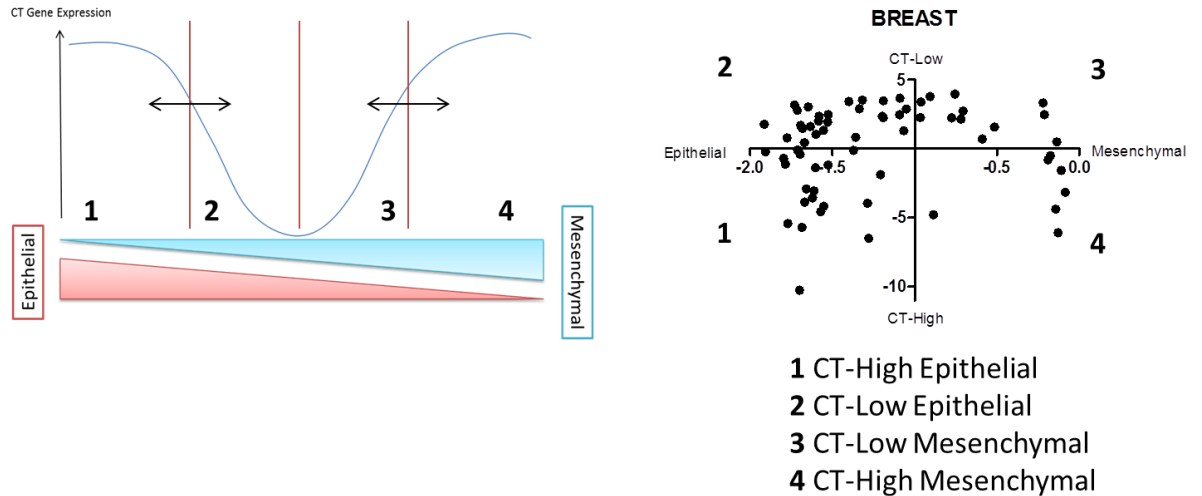 CT Gene Expression
1
2
3
4
Epithelial
Mesenchymal
BREAST
2
CT-Low
3
5
Epithelial
Mesenchymal
-2.0
-1.5
-0.5
0.0
1
-5
4
-10
CT-High
1 CT-High Epithelial
2 CT-Low Epithelial
3 CT-Low Mesenchymal
4 CT-High Mesenchymal